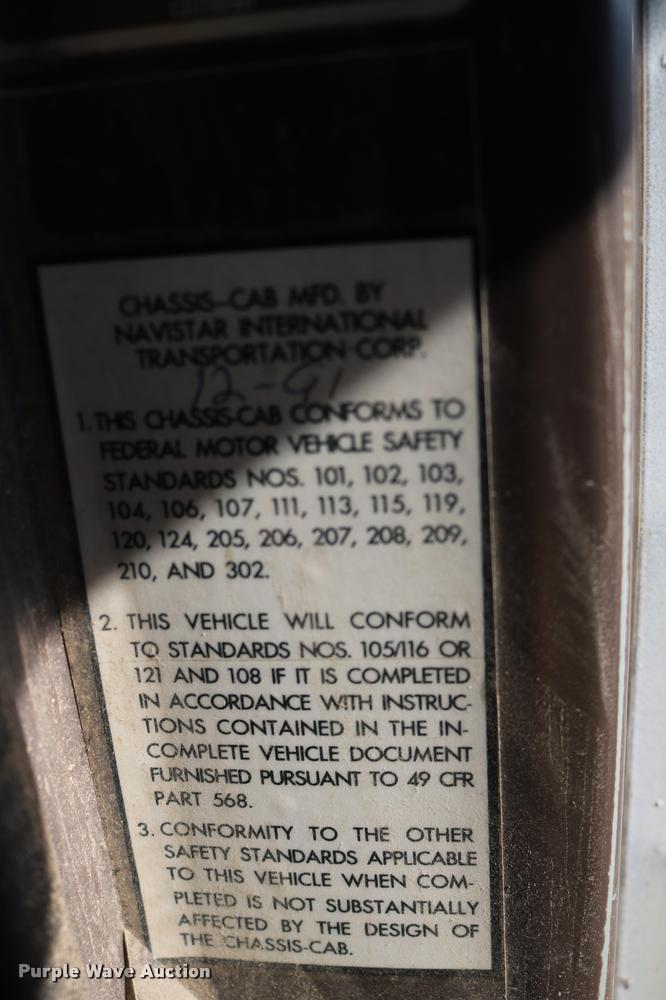 CHASSIS-CAB MFD. BY
NAVISTAR INTERNATIONAL
TRANSPORTATION CORP.
12-91
1. THIS CHASSIS-CAB CONFORMS TO
FEDERAL MOTOR VEHICLE SAFETY
STANDARDS NOS. 101, 102, 103,
104, 106, 107, 111, 113, 115, 119,
120, 124, 205, 206, 207, 208, 209,
210, AND 302.
2. THIS VEHICLE WILL CONFORM
TO STANDARDS NOS. 105/116 OR
121 AND 108 IF IT IS COMPLETED
IN ACCORDANCE WITH INSTRUC-
TIONS CONTAINED IN THE IN-
COMPLETE VEHICLE DOCUMENT
FURNISHED PURSUANT TO 49 CFR
PART 568.
3. CONFORMITY TO THE OTHER
SAFETY STANDARDS APPLICABLE
TO THIS VEHICLE WHEN COM-
PLETED IS NOT SUBSTANTIALLY
AFFECTED BY THE DESIGN OF
THE CHASSIS-CAB.
Purple Wave Auction